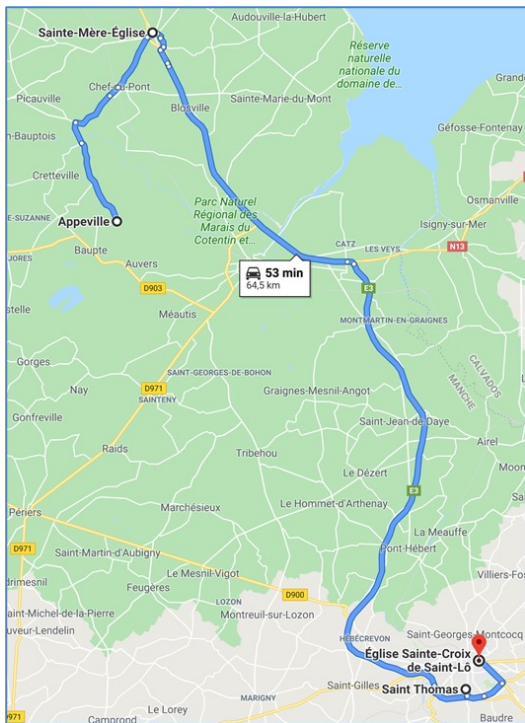 Audouville-la-Hubert
Sainte-Mère-Église
Réserve
naturelle
nationale du
domaine de...
Chef-du-Pont
Picauville
Sainte-Marie-du-Mont
Blosville
Grand
Géfosse-Fontenay
n-Bauptois
Cretteville
Osmanville
TE-SUZANNE
Appeville
Parc Naturel
Régional des
Marais du
Cotentin et...
Isigny-sur-Mer
CATZ
LES VEYS
N13
JORES
Baupte
Auvers
53 min
64,5 km
D903
E3
stelle
Méautis
MONTMARTIN-EN-GRAIGNES
CALVADOS
MANCHE
Gorges
SAINT-GEORGES-DE-BOHON
D971
Nay
SAINTENY
Graignes-Mesnil-Angot
Gonfreville
Saint-Jean-de-Daye
Airel
Raids
Tribehou
Moon
Le Dézert
E3
Périers
Marchésieux
Le Hommet-d'Arthenay
La Meauffe
D971
Saint-Martin-d'Aubigny
Pont-Hébert
Le Mesnil-Vigot
Villiers-Fos
drimesnil
Feugères
D900
LOZON
Saint-Michel-de-la-Pierre
Montreuil-sur-Lozon
auveur-Lendelin
HÉBÉCREVON
Saint-Georges-Montcocq
Église Sainte-Croix
de Saint-Lô
Saint-Gilles
Saint Thomas
MARIGNY
Le Lorey
Camprond
Baudre